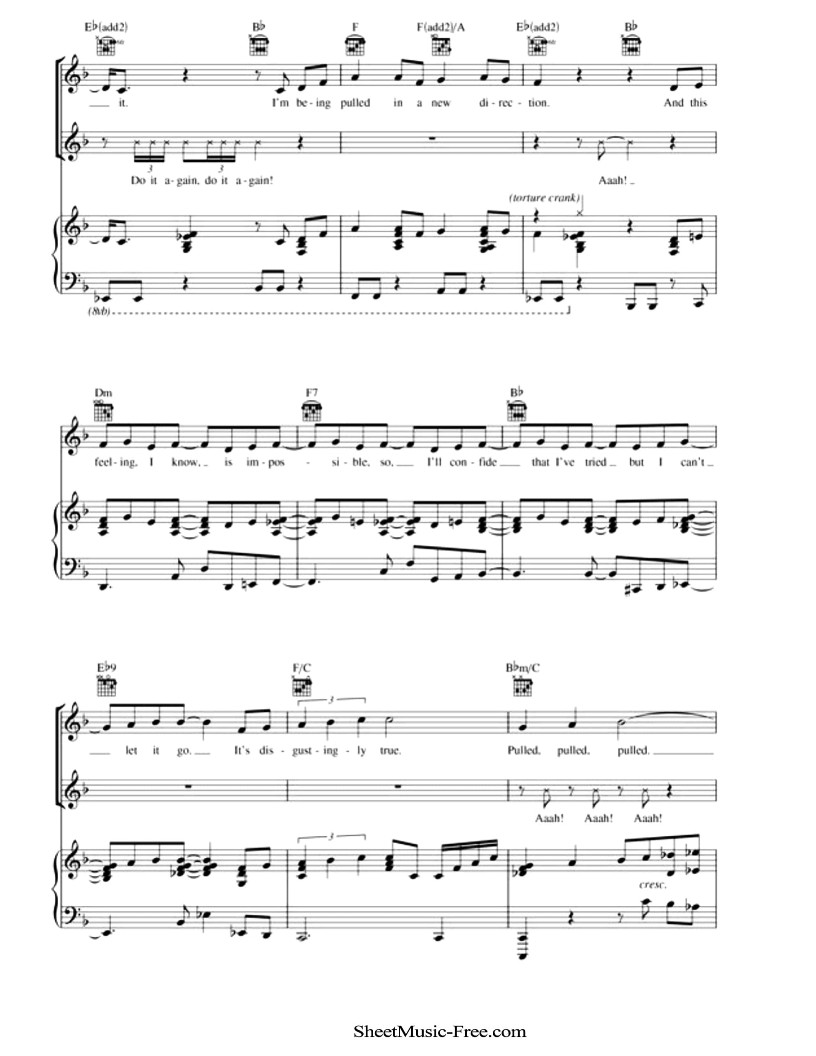 E♭(add2) B♭ F F(add2)/A E♭(add2) B♭
it. I'm be - ing pulled in a new di - rec - tion. And this
3 3
Do it a - gain, do it a - gain! Aaah!
(torture crank)
(8vb)
Dm F7 B♭
feel - ing, I know, is im - pos - si - ble, so, I'll con - fide that I've tried but I can't
E♭9 F/C B♭m/C
3
let it go. It's dis - gust - ing - ly true. Pulled, pulled, pulled.
Aaah! Aaah! Aaah!
3
cresc.
SheetMusic-Free.com